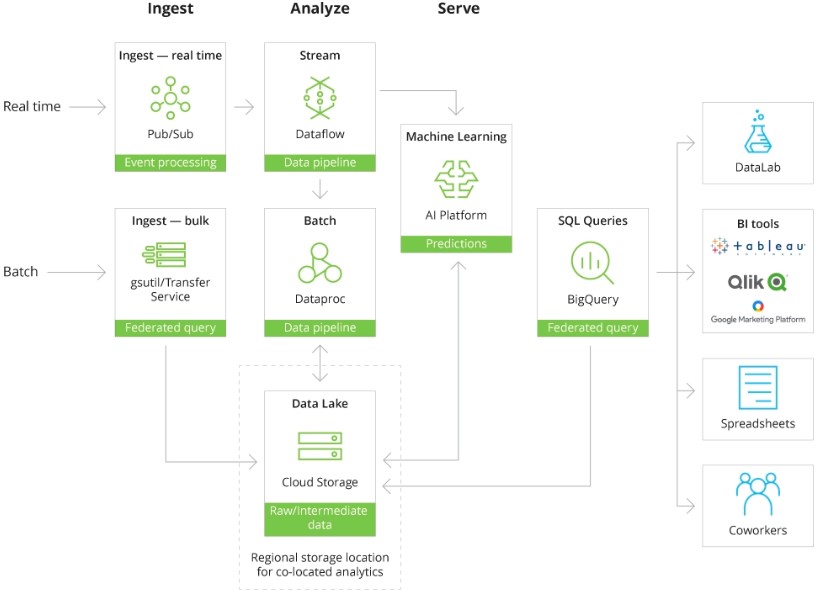 Ingest
Analyze
Serve
Real time
Ingest — real time
Pub/Sub
Event processing
Stream
Dataflow
Data pipeline
Machine Learning
AI Platform
Predictions
Batch
Ingest — bulk
gsutil/Transfer
Service
Federated query
Batch
Dataproc
Data pipeline
SQL Queries
BigQuery
Federated query
Data Lake
Cloud Storage
Raw/Intermediate
data
Regional storage location
for co-located analytics
DataLab
BI tools
tableau
SOFTWARE
Qlik
Google Marketing Platform
Spreadsheets
Coworkers